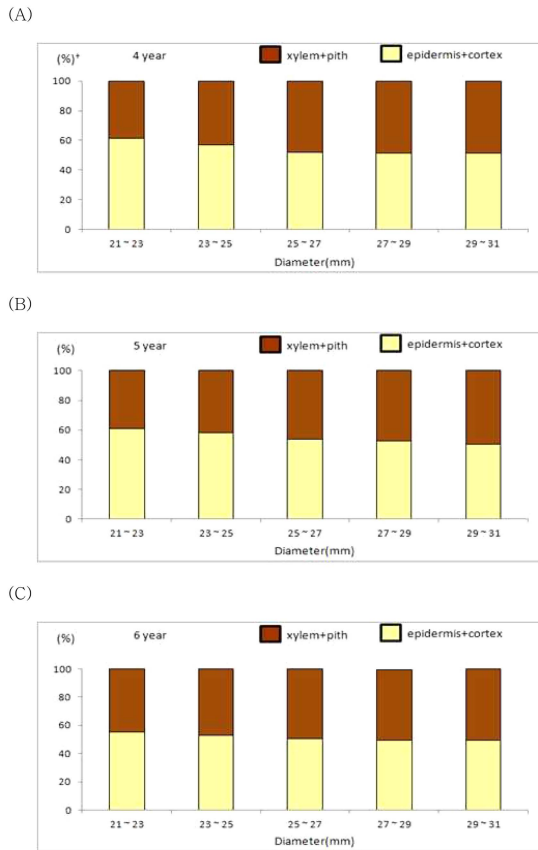 (A)
(%)⁺ 4 year xylem+pith epidermis+cortex
100
80
60
40
20
0
21 ~ 23 23 ~ 25 25 ~ 27 27 ~ 29 29 ~ 31
Diameter(mm)
(B)
(%) 5 year xylem+pith epidermis+cortex
100
80
60
40
20
0
21 ~ 23 23 ~ 25 25 ~ 27 27 ~ 29 29 ~ 31
Diameter(mm)
(C)
(%) 6 year xylem+pith epidermis+cortex
100
80
60
40
20
0
21 ~ 23 23 ~ 25 25 ~ 27 27 ~ 29 29 ~ 31
Diameter(mm)